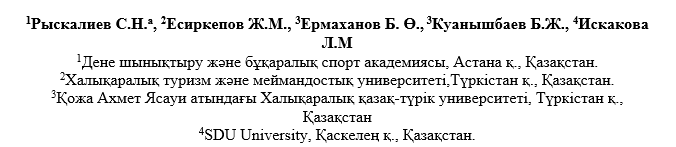 ¹Рыскалиев С.Н.ᵃ, ²Есиркепов Ж.М., ³Ермаханов Б. Ө., ³Куанышбаев Б.Ж., ⁴Искакова
Л.М
¹Дене шынықтыру және бұқаралық спорт академиясы, Астана қ., Қазақстан.
²Халықаралық туризм және меймандостық университеті,Түркістан қ., Қазақстан.
³Қожа Ахмет Ясауи атындағы Халықаралық қазақ-түрік университеті, Түркістан қ.,
Қазақстан
⁴SDU University, Қаскелең қ., Қазақстан.